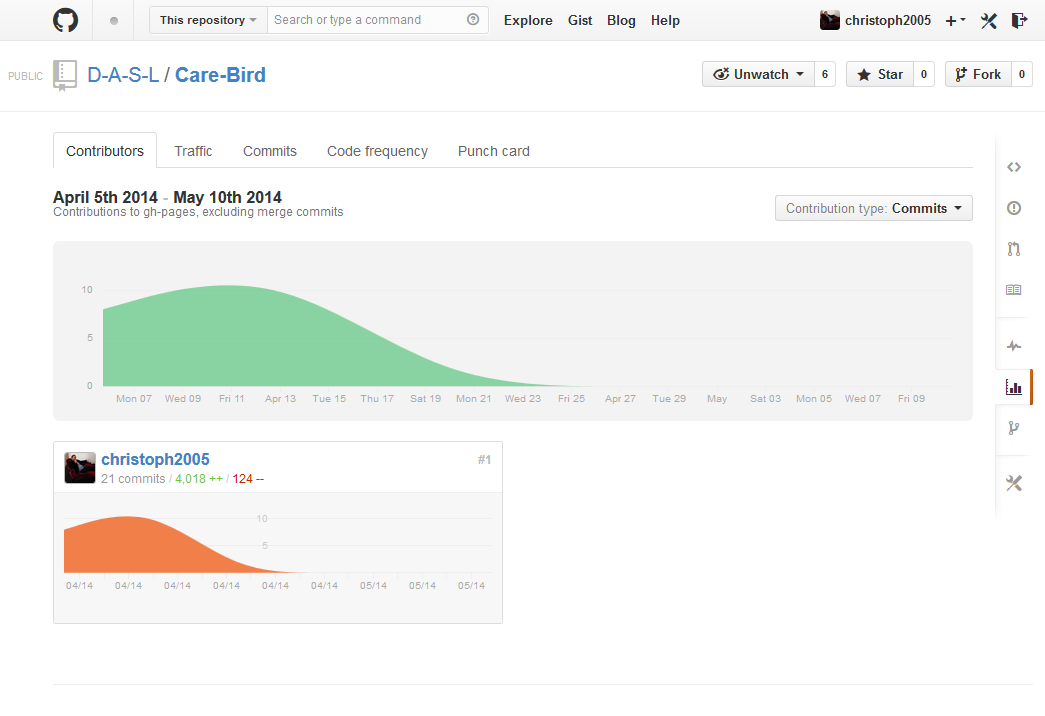 This repository Search or type a command Explore Gist Blog Help christoph2005
PUBLIC D-A-S-L / Care-Bird Unwatch 6 Star 0 Fork 0
Contributors Traffic Commits Code frequency Punch card
April 5th 2014 - May 10th 2014
Contributions to gh-pages, excluding merge commits
Contribution type: Commits
10
5
0
Mon 07 Wed 09 Fri 11 Apr 13 Tue 15 Thu 17 Sat 19 Mon 21 Wed 23 Fri 25 Apr 27 Tue 29 May Sat 03 Mon 05 Wed 07 Fri 09
christoph2005 #1
21 commits / 4,018 ++ / 124 --
10
5
04/14 04/14 04/14 04/14 04/14 04/14 05/14 05/14 05/14